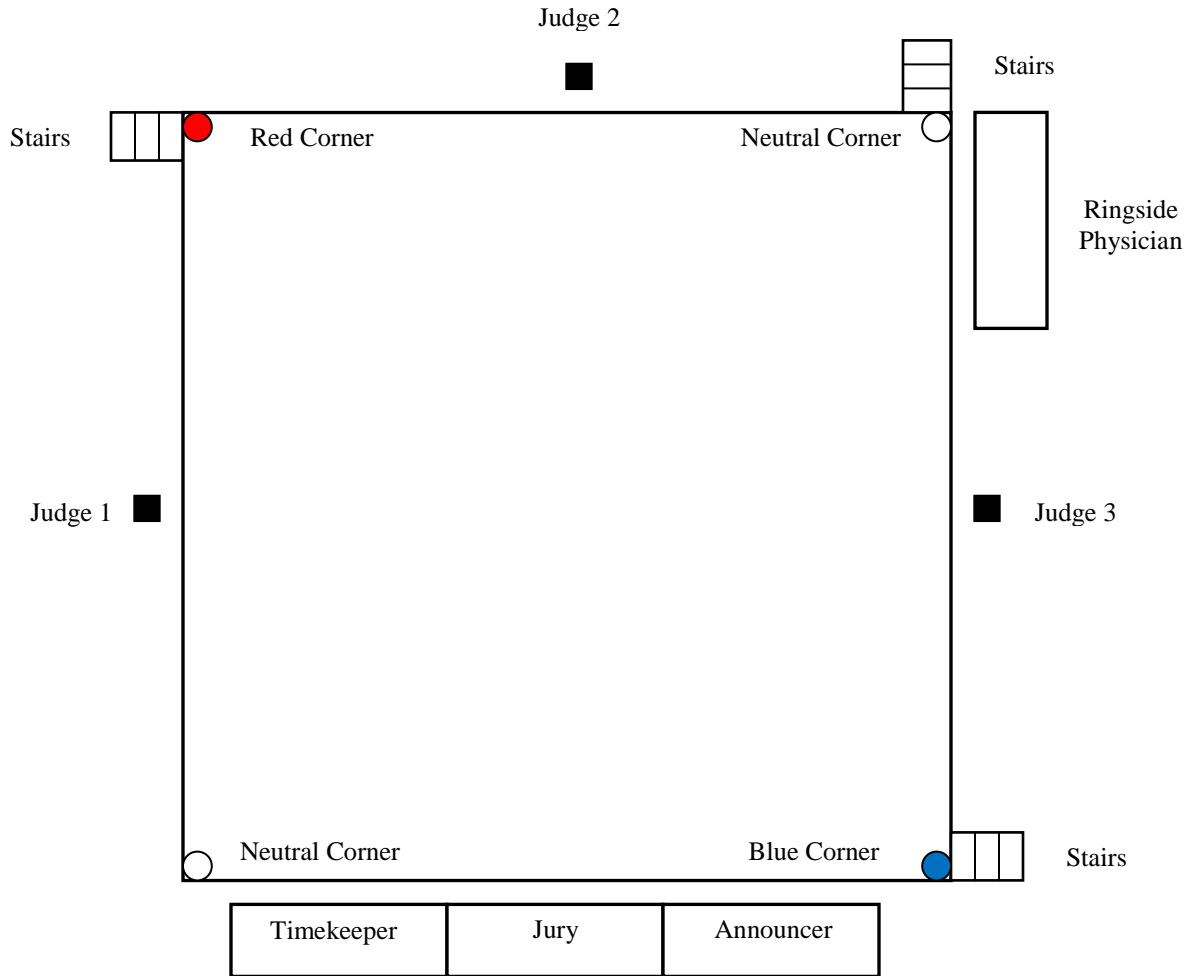 Judge 2
Stairs
Stairs
Red Corner
Neutral Corner
Ringside
Physician
Judge 1
Judge 3
Neutral Corner
Blue Corner
Stairs
Timekeeper
Jury
Announcer